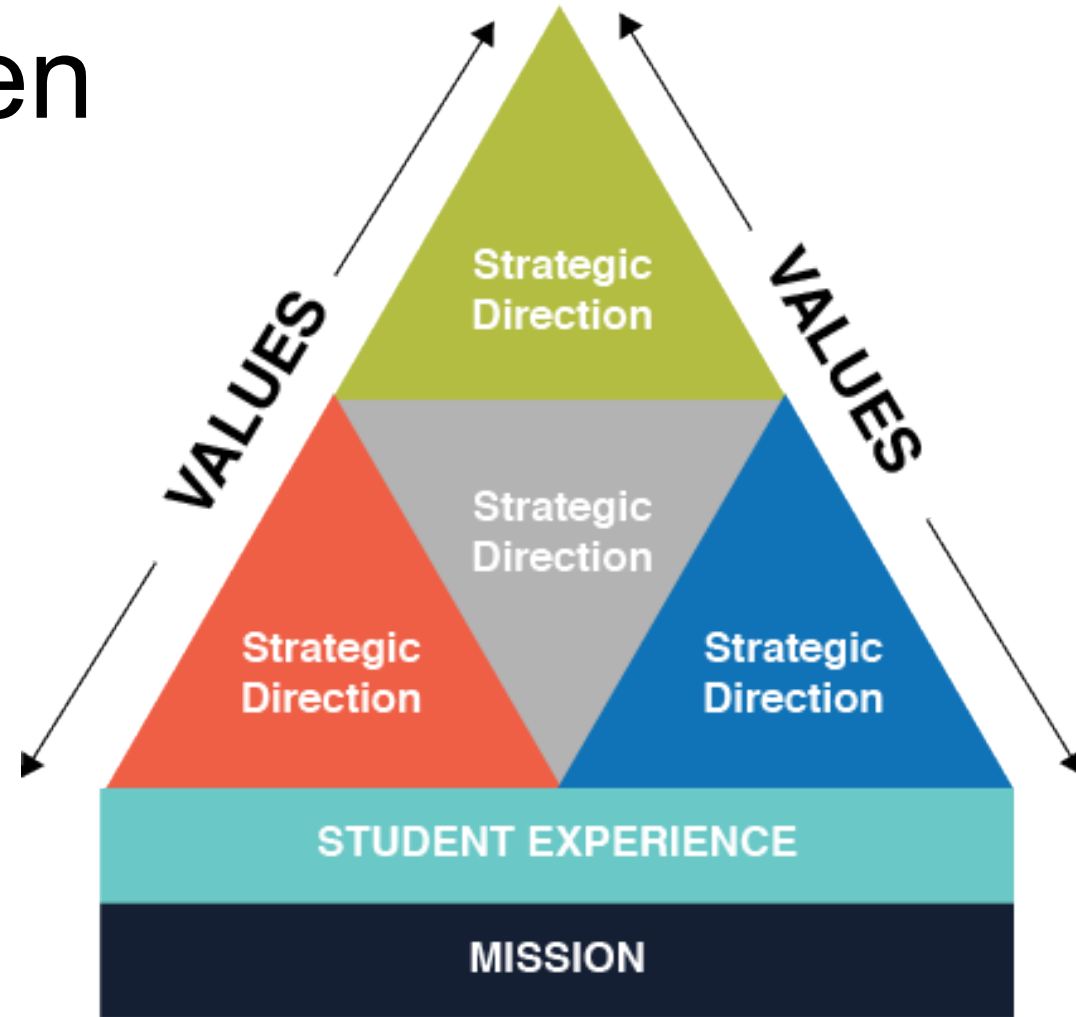 en
Strategic
Direction
VALUES
VALUES
Strategic
Direction
Strategic
Direction
Strategic
Direction
STUDENT EXPERIENCE
MISSION